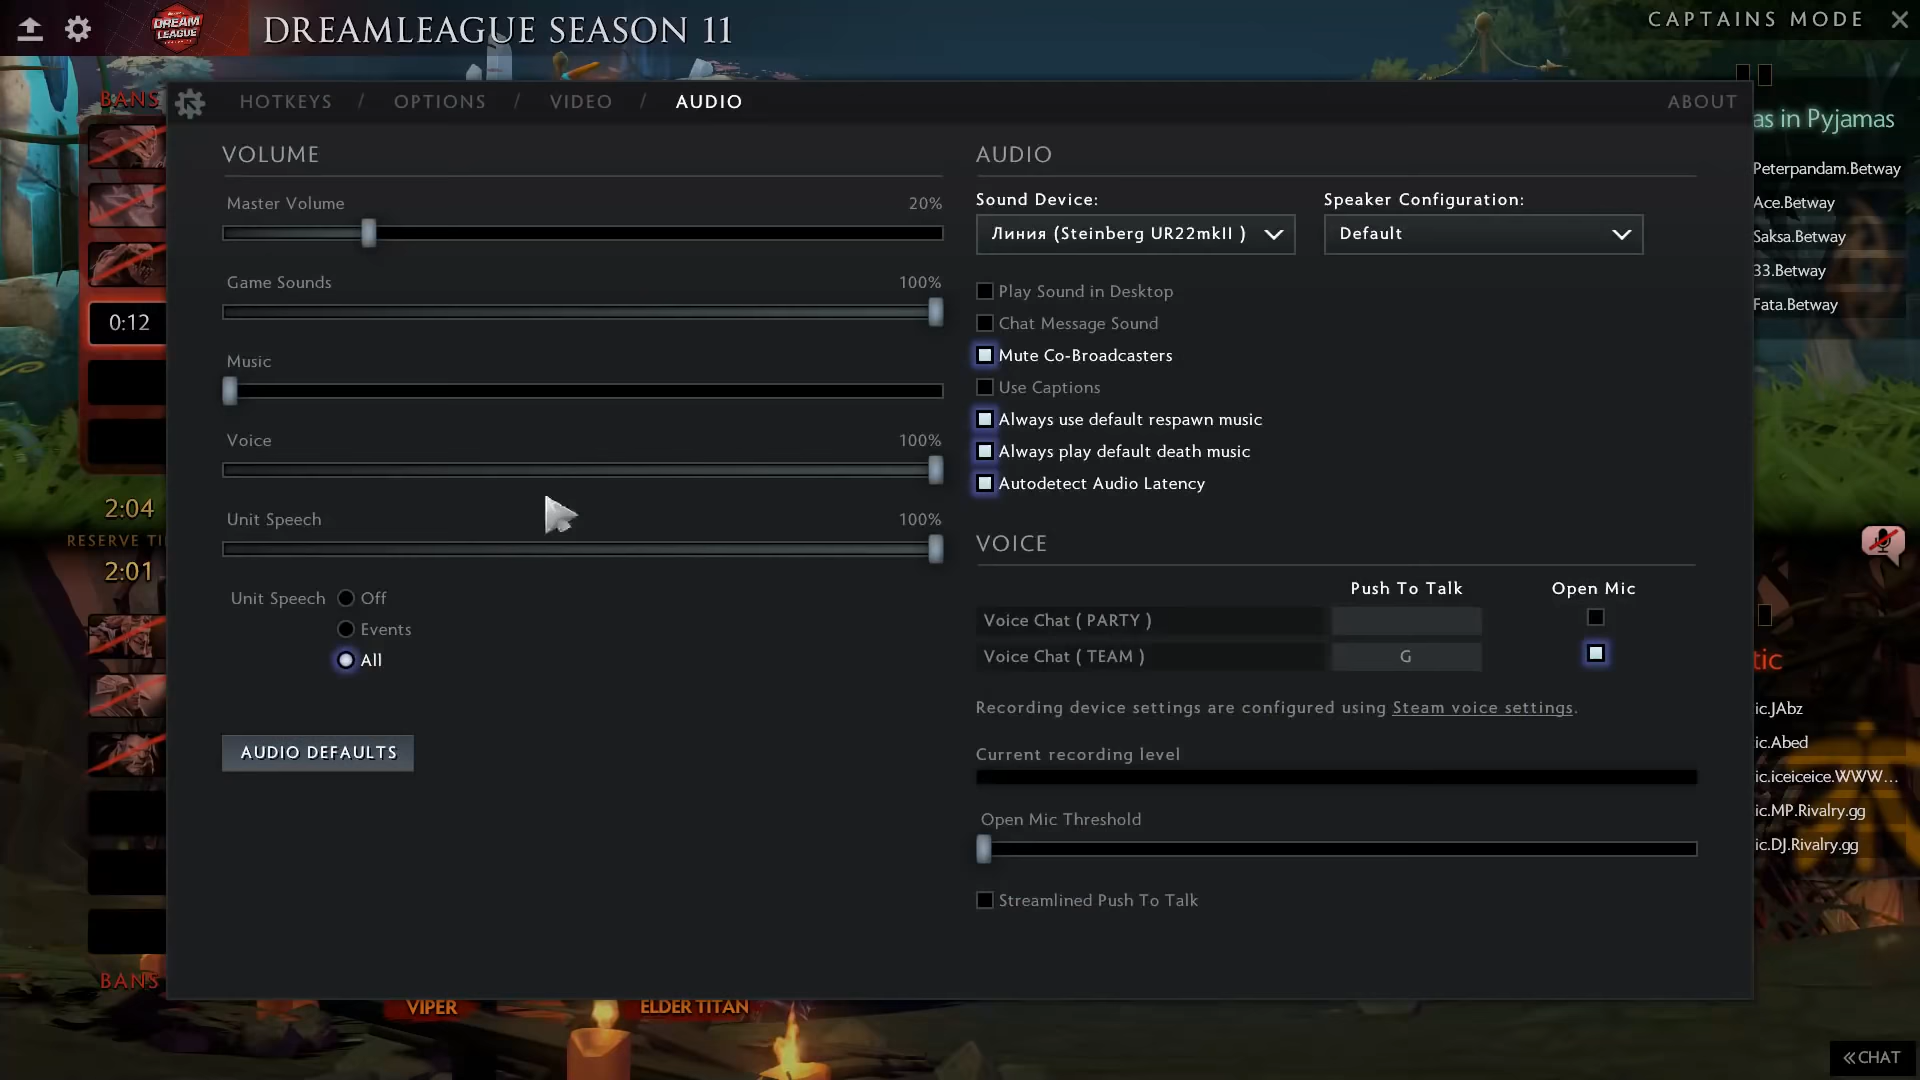 DREAM
LEAGUE
DREAMLEAGUE SEASON 11
CAPTAINS MODE
BANS
HOTKEYS / OPTIONS / VIDEO / AUDIO
ABOUT
VOLUME
Master Volume 20%
Game Sounds 100%
Music
Voice 100%
Unit Speech 100%
Unit Speech Off
Events
All
AUDIO DEFAULTS
AUDIO
Sound Device:
Speaker Configuration:
Линия (Steinberg UR22mkII )
Default
Play Sound in Desktop
Chat Message Sound
Mute Co-Broadcasters
Use Captions
Always use default respawn music
Always play default death music
Autodetect Audio Latency
VOICE
Push To Talk
Open Mic
Voice Chat ( PARTY )
Voice Chat ( TEAM ) G
Recording device settings are configured using Steam voice settings.
Current recording level
Open Mic Threshold
Streamlined Push To Talk
0:12
2:04
RESERVE TI
2:01
BANS
VIPER
ELDER TITAN
as in Pyjamas
Peterpandam.Betway
Ace.Betway
Saksa.Betway
33.Betway
Fata.Betway
tic
ic.JAbz
ic.Abed
ic.iceiceice.WWW...
ic.MP.Rivalry.gg
ic.DJ.Rivalry.gg
«CHAT